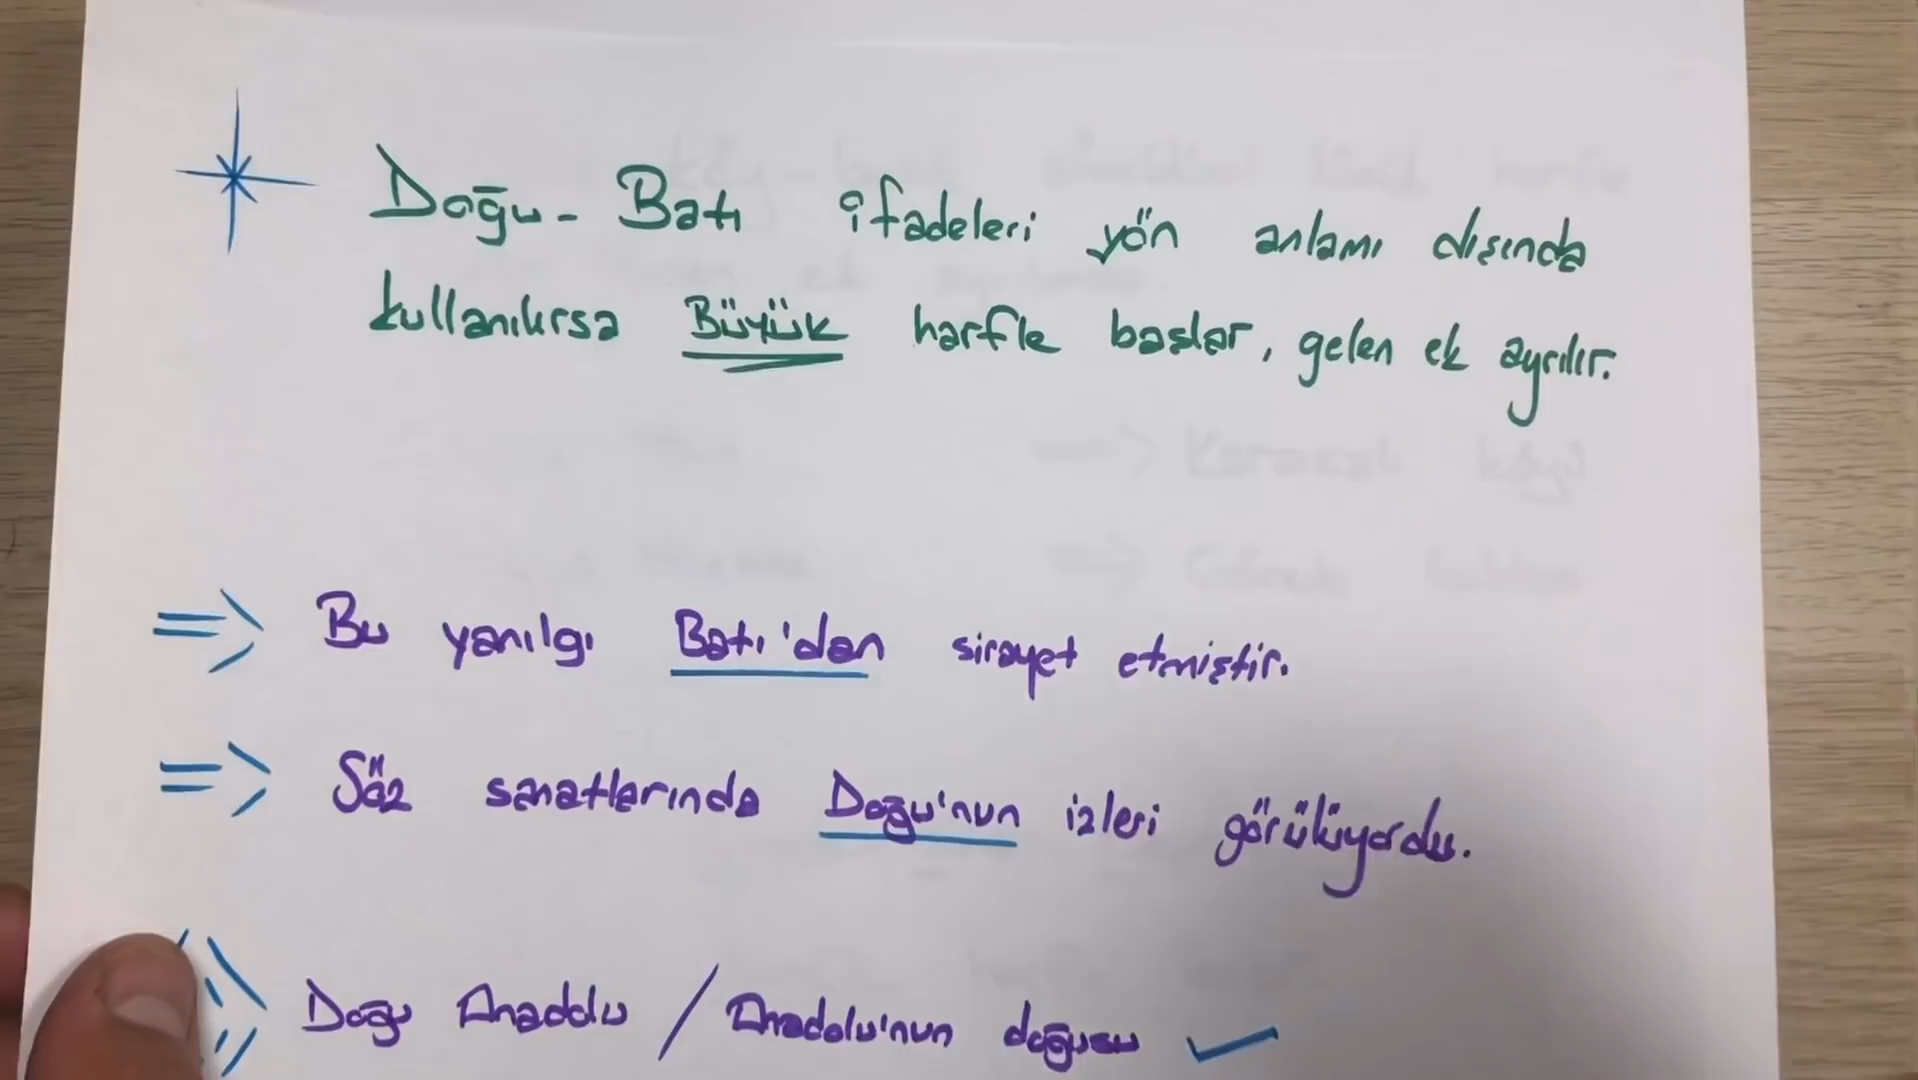 Doğu - Batı ifadeleri yön anlamı dışında
kullanılırsa BÜYÜK harfle başlar, gelen ek ayrılır.
=> Bu yanılgı Batı'dan sirayet etmiştir.
=> Söz sanatlarında Doğu'nun izleri görülüyordu.
Doğu Anadolu / Anadolu'nun doğusu ✓